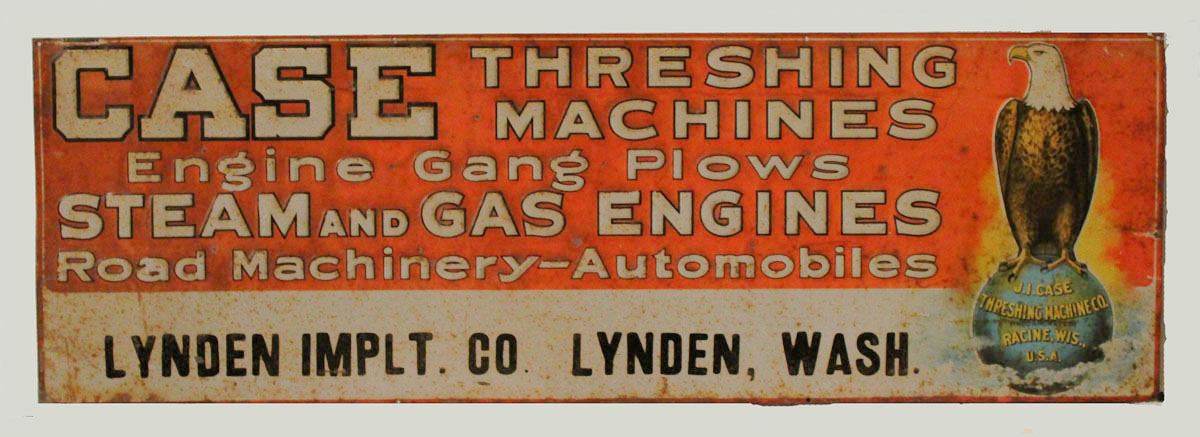 CASE THRESHING
MACHINES
Engine Gang Plows
STEAM AND GAS ENGINES
Road Machinery–Automobiles
LYNDEN IMPLT. CO. LYNDEN, WASH.
J.I. CASE
THRESHING MACHINE CO.
RACINE, WIS.,
U.S.A.